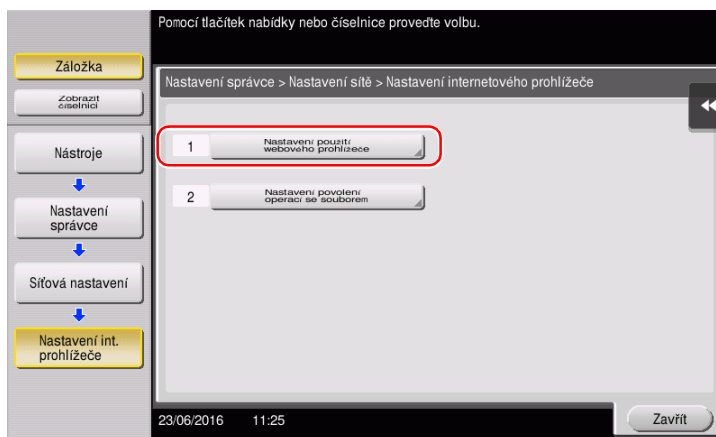 Pomocí tlačítek nabídky nebo číselnice proveďte volbu.
Záložka
Zobrazit
číselnici
Nastavení správce > Nastavení sítě > Nastavení internetového prohlížeče
Nástroje
1
Nastavení použití
webového prohlížeče
2
Nastavení povolení
operací se souborem
Nastavení
správce
Síťová nastavení
Nastavení int.
prohlížeče
23/06/2016 11:25
Zavřít